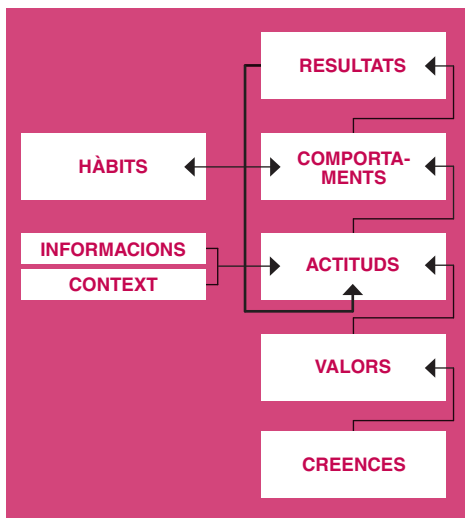 RESULTATS
HÀBITS
COMPORTA-
MENTS
INFORMACIONS
CONTEXT
ACTITUDS
VALORS
CREENCES